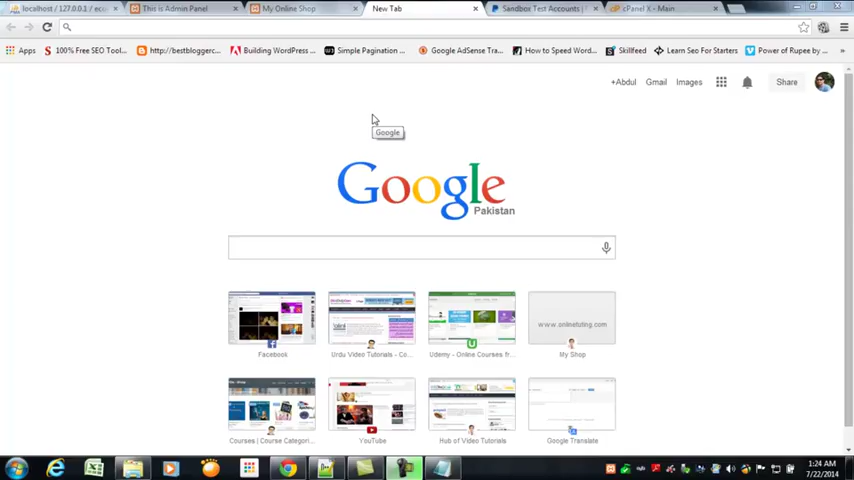 localhost / 127.0.0.1 / ecu
This is Admin Panel
My Online Shop
New Tab
Sandbox Test Accounts |
cPanel X - Main
Apps
100% Free SEO Tool...
http://bestbloggerc...
Building WordPress ...
Simple Pagination ...
Google AdSense Tra...
How to Speed Word...
Skillfeed
Learn SEO For Starters
Power of Rupee by ...
+Abdul
Gmail
Images
Share
Google
Google
Pakistan
www.onlinetuting.com
Facebook
Urdu Video Tutorials - Co...
Udemy - Online Courses fr...
My Shop
Courses | Course Categori...
YouTube
Hub of Video Tutorials
Google Translate
1:24 AM
7/22/2014